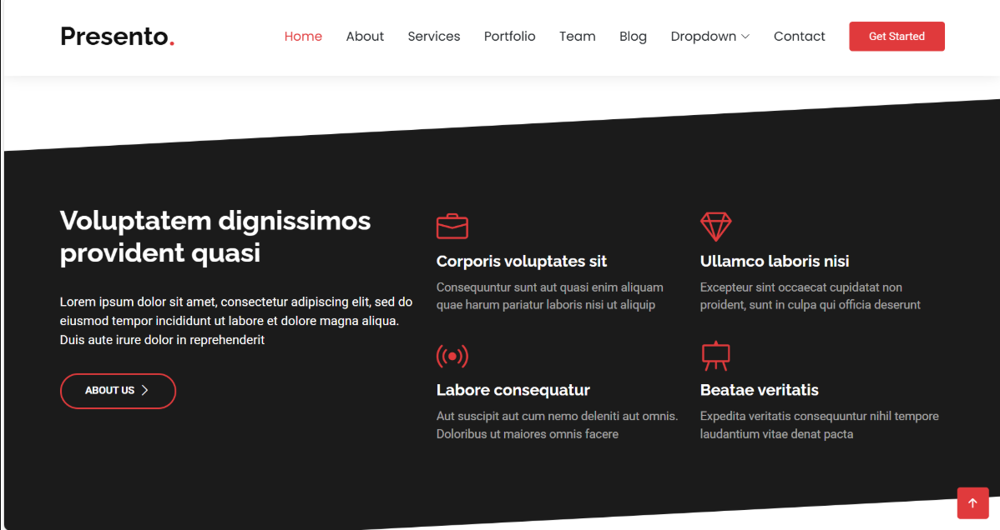 Presento.
Home About Services Portfolio Team Blog Dropdown Contact Get Started
Voluptatem dignissimos
provident quasi
Lorem ipsum dolor sit amet, consectetur adipiscing elit, sed do
eiusmod tempor incididunt ut labore et dolore magna aliqua.
Duis aute irure dolor in reprehenderit
ABOUT US
Corporis voluptates sit
Consequuntur sunt aut quasi enim aliquam
quae harum pariatur laboris nisi ut aliquip
Ullamco laboris nisi
Excepteur sint occaecat cupidatat non
proident, sunt in culpa qui officia deserunt
Labore consequatur
Aut suscipit aut cum nemo deleniti aut omnis.
Doloribus ut maiores omnis facere
Beatae veritatis
Expedita veritatis consequuntur nihil tempore
laudantium vitae denat pacta